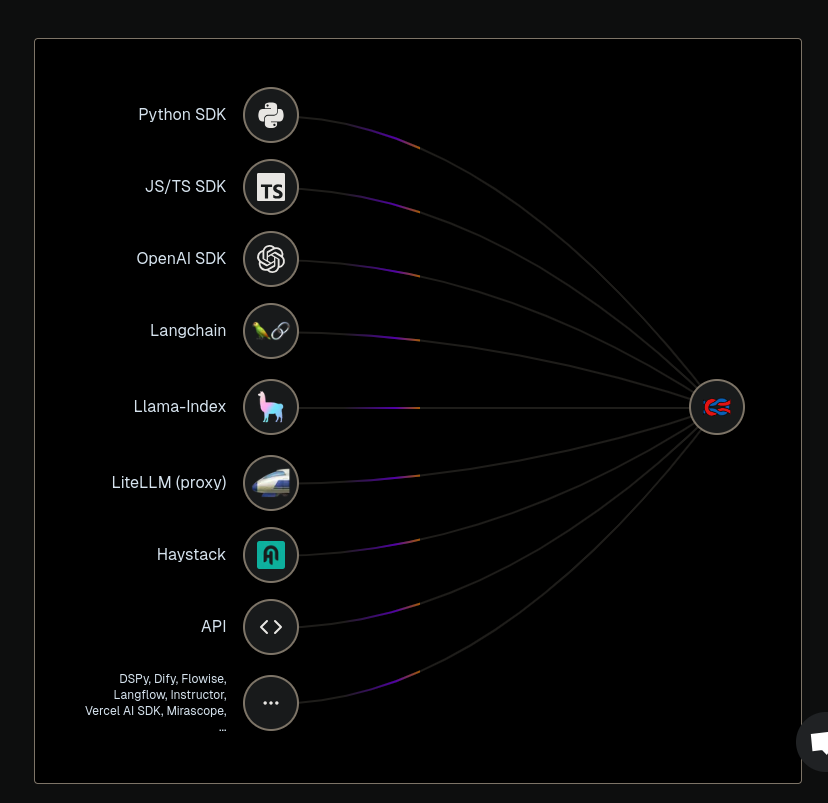 Python SDK
JS/TS SDK
TS
OpenAI SDK
Langchain
Llama-Index
LiteLLM (proxy)
Haystack
API
DSPy, Dify, Flowise,
Langflow, Instructor,
Vercel AI SDK, Mirascope,
...